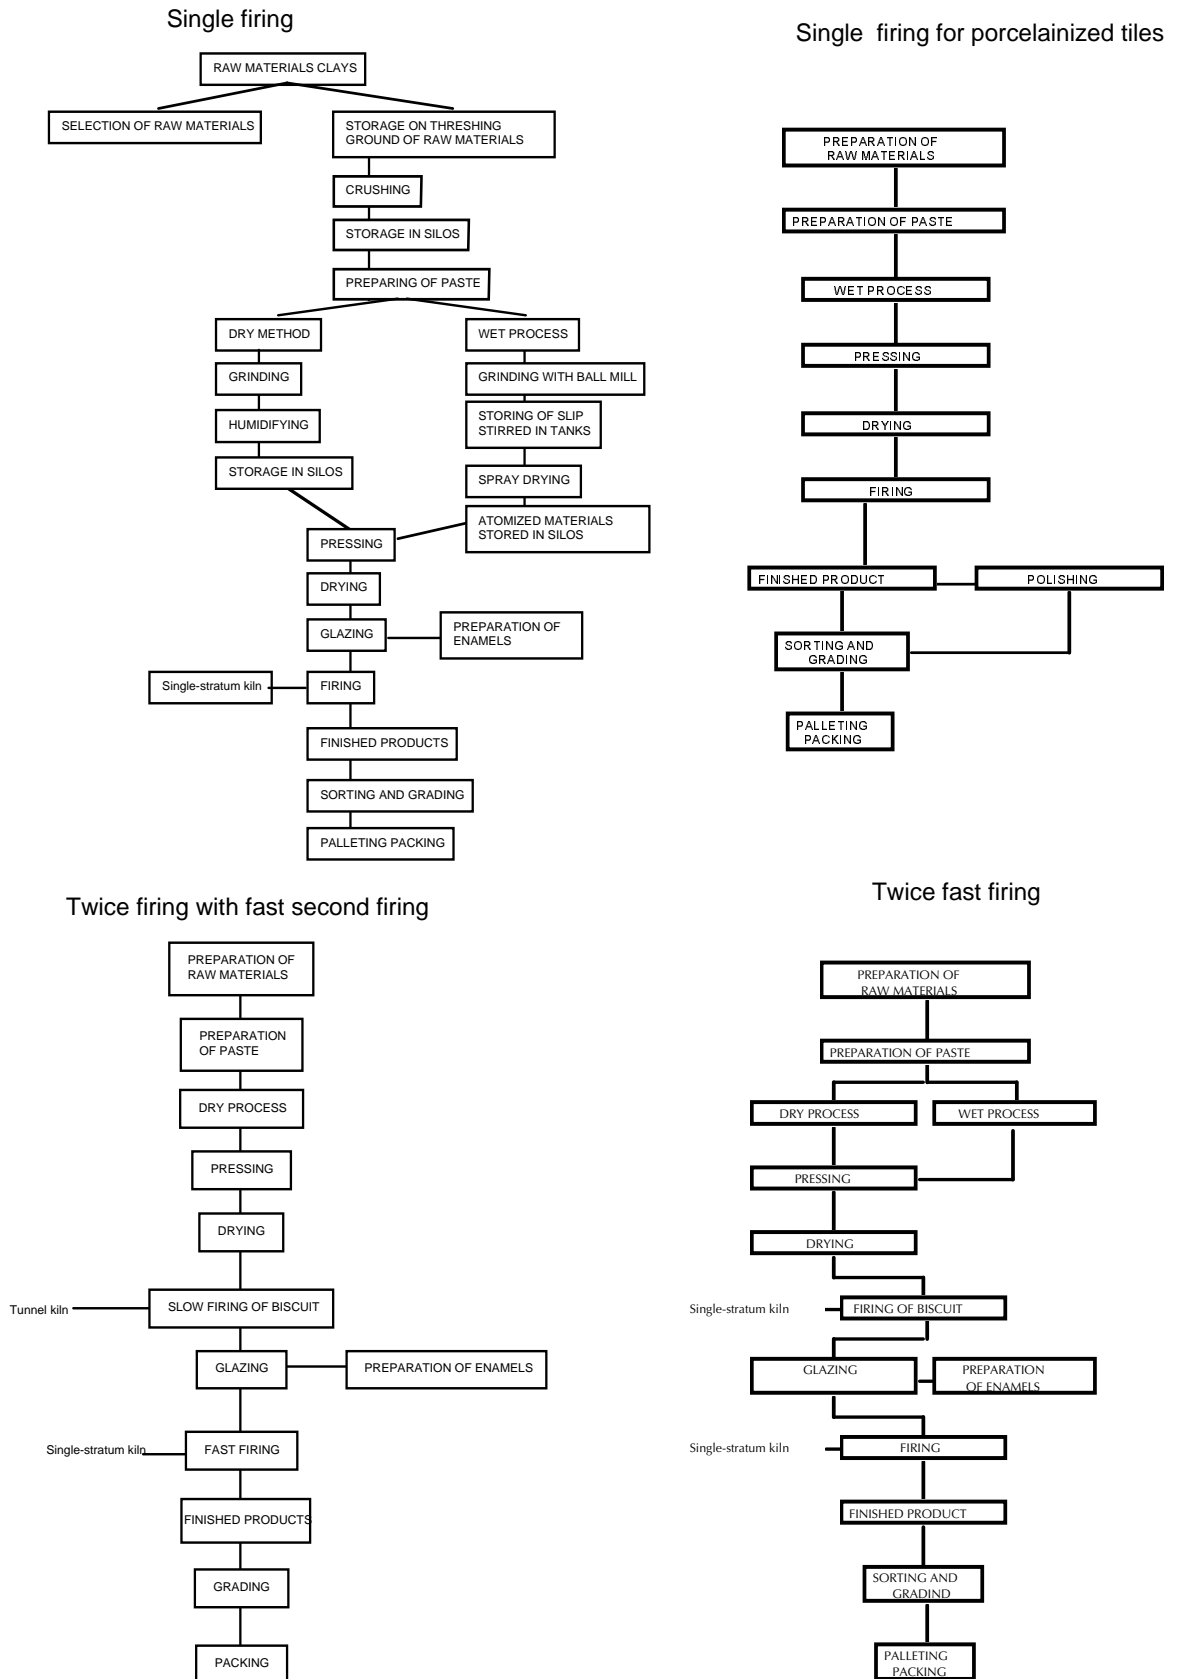 Single firing
RAW MATERIALS CLAYS
SELECTION OF RAW MATERIALS
STORAGE ON THRESHING
GROUND OF RAW MATERIALS
CRUSHING
STORAGE IN SILOS
PREPARING OF PASTE
DRY METHOD
WET PROCESS
GRINDING
GRINDING WITH BALL MILL
HUMIDIFYING
STORING OF SLIP
STIRRED IN TANKS
STORAGE IN SILOS
SPRAY DRYING
ATOMIZED MATERIALS
STORED IN SILOS
PRESSING
DRYING
GLAZING
PREPARATION OF
ENAMELS
Single-stratum kiln
FIRING
FINISHED PRODUCTS
SORTING AND GRADING
PALLETING PACKING
Single firing for porcelainized tiles
PREPARATION OF
RAW MATERIALS
PREPARATION OF PASTE
WET PROCESS
PRESSING
DRYING
FIRING
FINISHED PRODUCT
POLISHING
SORTING AND
GRADING
PALLETING
PACKING
Twice firing with fast second firing
PREPARATION OF
RAW MATERIALS
PREPARATION
OF PASTE
DRY PROCESS
PRESSING
DRYING
Tunnel kiln
SLOW FIRING OF BISCUIT
GLAZING
PREPARATION OF ENAMELS
Single-stratum kiln
FAST FIRING
FINISHED PRODUCTS
GRADING
PACKING
Twice fast firing
PREPARATION OF
RAW MATERIALS
PREPARATION OF PASTE
DRY PROCESS
WET PROCESS
PRESSING
DRYING
Single-stratum kiln
FIRING OF BISCUIT
GLAZING
PREPARATION
OF ENAMELS
Single-stratum kiln
FIRING
FINISHED PRODUCT
SORTING AND
GRADIND
PALLETING
PACKING